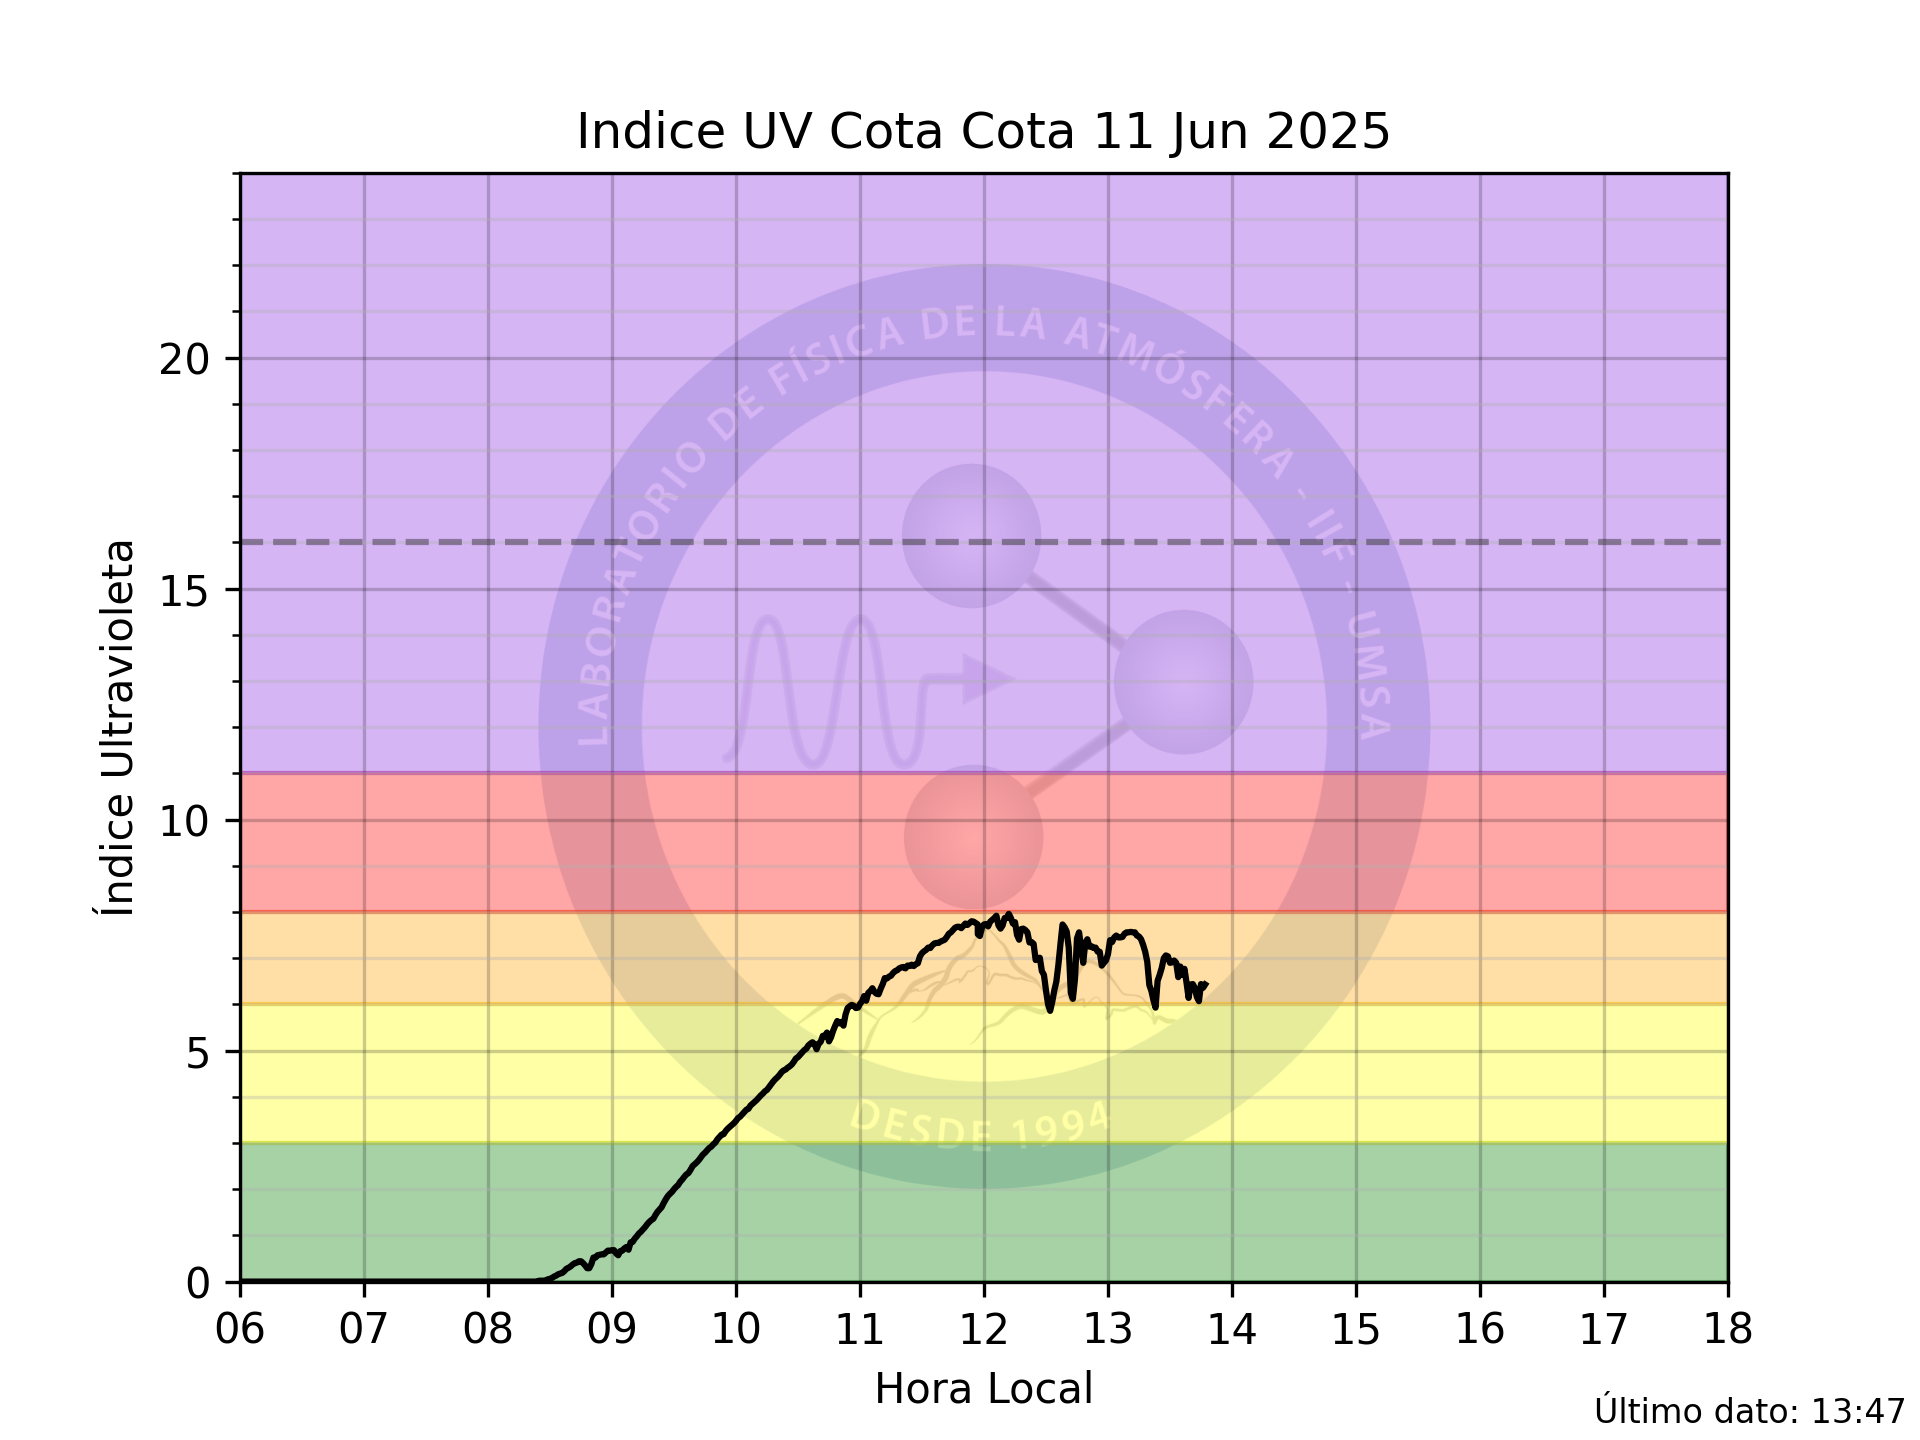 Indice UV Cota Cota 11 Jun 2025
Índice Ultravioleta
20
15
10
5
0
LABORATORIO DE FÍSICA DE LA ATMÓSFERA - IIF - UMSA
DESDE 1994
06 07 08 09 10 11 12 13 14 15 16 17 18
Hora Local
Último dato: 13:47